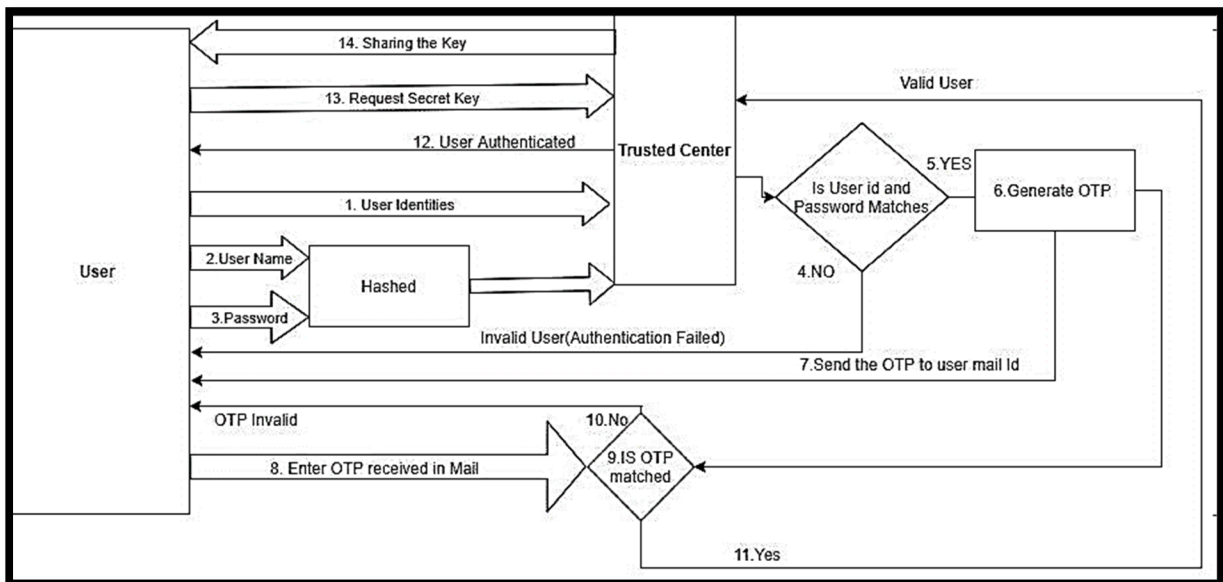 14. Sharing the Key
Valid User
13. Request Secret Key
12. User Authenticated
Trusted Center
5.YES
Is User id and
Password Matches
6.Generate OTP
1. User Identities
User
2.User Name
Hashed
4.NO
3.Password
Invalid User(Authentication Failed)
7.Send the OTP to user mail Id
OTP Invalid
10.No
9.IS OTP
matched
8. Enter OTP received in Mail
11.Yes